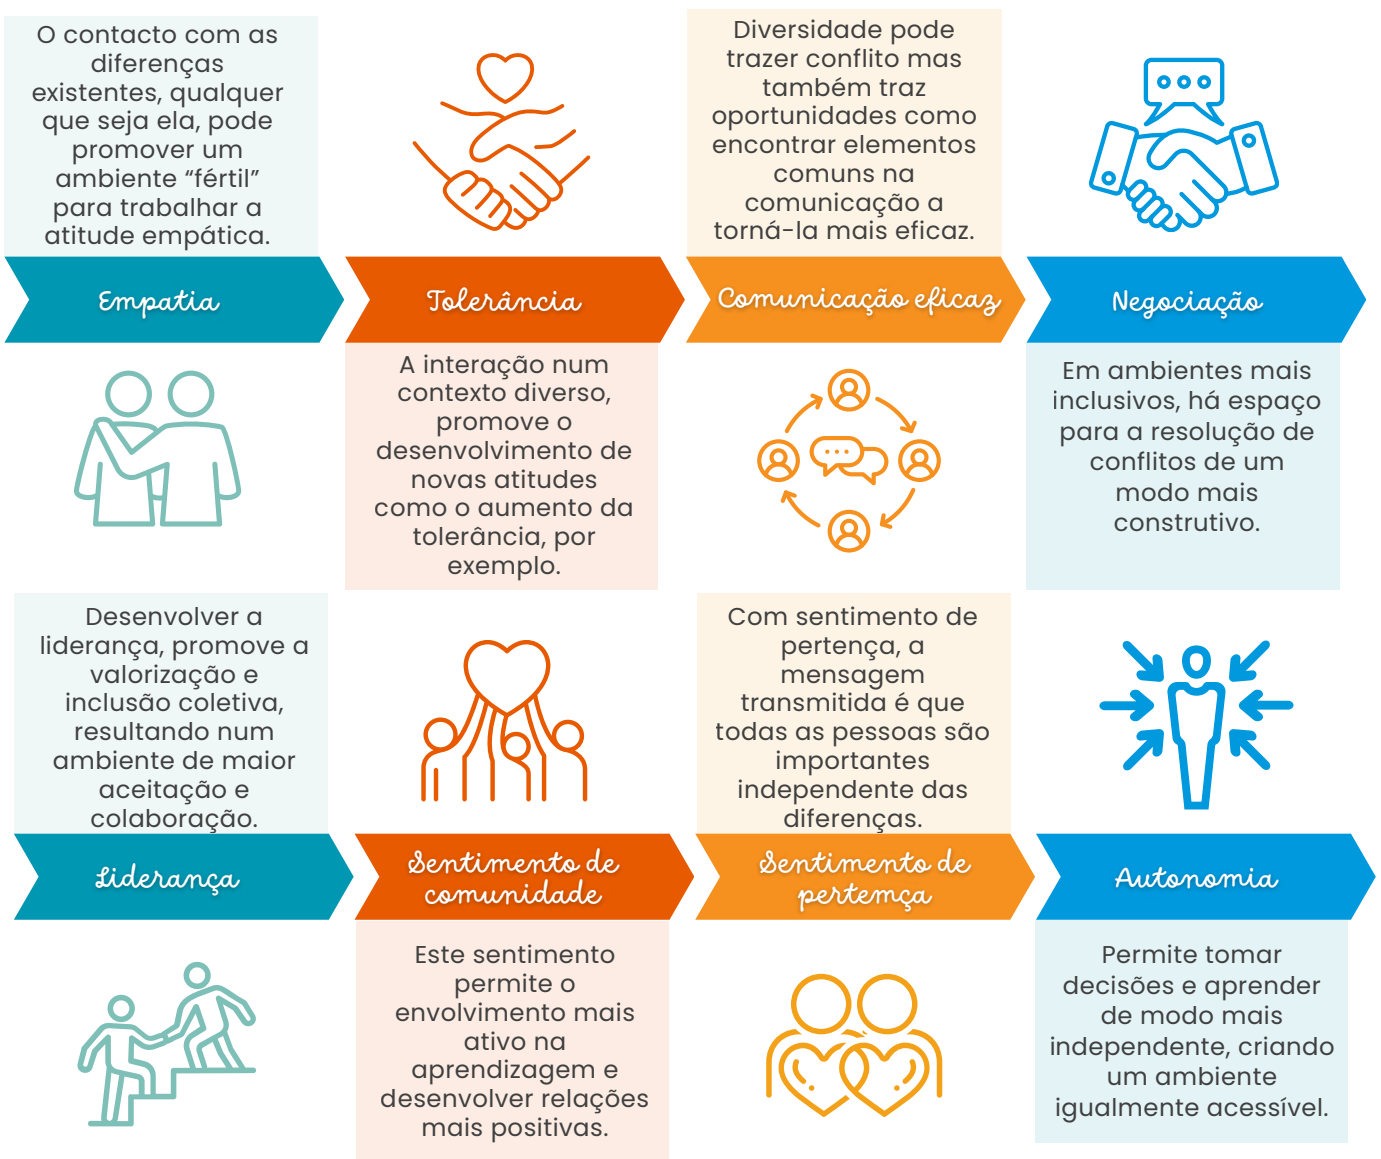 O contacto com as
diferenças
existentes, qualquer
que seja ela, pode
promover um
ambiente “fértil”
para trabalhar a
atitude empática.
Empatia
Tolerância
A interação num
contexto diverso,
promove o
desenvolvimento de
novas atitudes
como o aumento da
tolerância, por
exemplo.
Diversidade pode
trazer conflito mas
também traz
oportunidades como
encontrar elementos
comuns na
comunicação a
torná-la mais eficaz.
Comunicação eficaz
Negociação
Em ambientes mais
inclusivos, há espaço
para a resolução de
conflitos de um
modo mais
construtivo.
Desenvolver a
liderança, promove a
valorização e
inclusão coletiva,
resultando num
ambiente de maior
aceitação e
colaboração.
Liderança
Sentimento de
comunidade
Este sentimento
permite o
envolvimento mais
ativo na
aprendizagem e
desenvolver relações
mais positivas.
Com sentimento de
pertença, a
mensagem
transmitida é que
todas as pessoas são
importantes
independente das
diferenças.
Sentimento de
pertemça
Autonomia
Permite tomar
decisões e aprender
de modo mais
independente, criando
um ambiente
igualmente acessível.